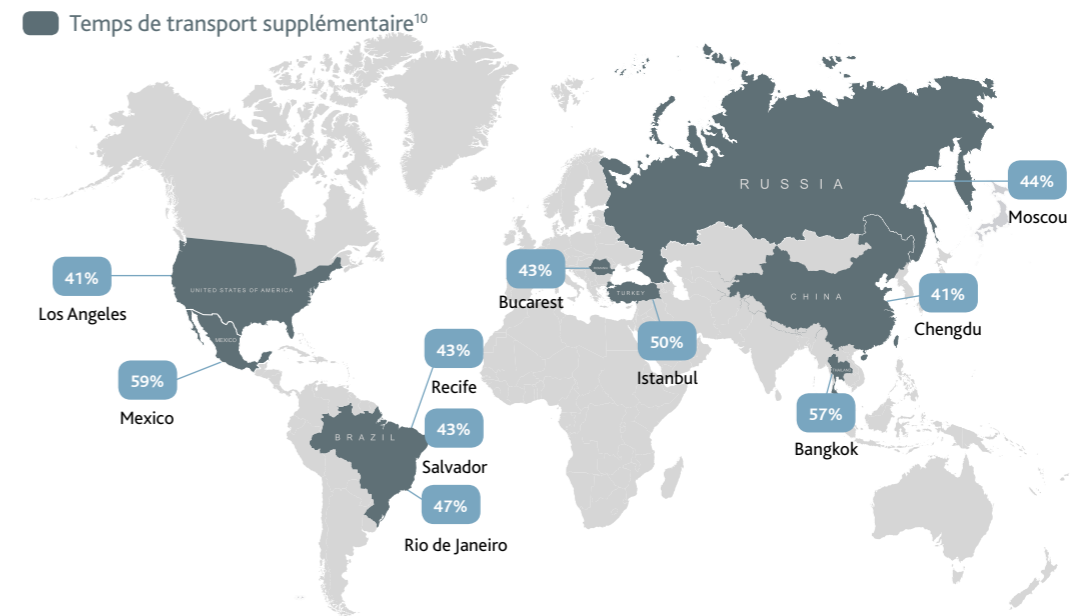 Temps de transport supplémentaire10
RUSSIA
44%
Moscou
43%
Bucarest
41%
Los Angeles
UNITED STATES OF AMERICA
TURKEY
CHINA
41%
Chengdu
MEXICO
50%
Istanbul
43%
Recife
59%
Mexico
THAILAND
57%
Bangkok
BRAZIL
43%
Salvador
47%
Rio de Janeiro